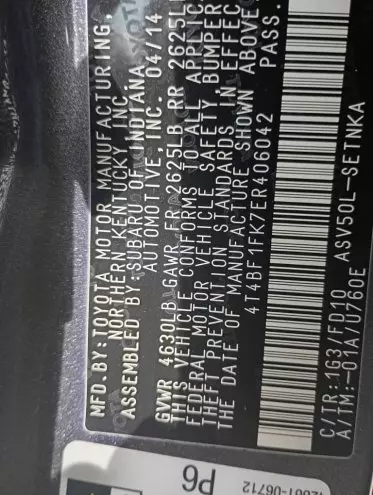 MFD.BY: TOYOTA MOTOR MANUFACTURING,
NORTHERN KENTUCKY INC
ASSEMBLED BY: SUBARU OF INDIANA
AUTOMOTIVE, INC. 04/14
GVWR 4630LB GAWR FR 2625LB RR 2625LB
THIS VEHICLE CONFORMS TO ALL APPLIC
FEDERAL MOTOR VEHICLE SAFETY, BUMPER
THEFT PREVENTION STANDARDS IN EFFECT
THE DATE OF MANUFACTURE SHOWN ABOVE.
4T4BF1FK7ER406042 PASS.
C/TR: 1G3/FD10 ASV50L-SETNKA
A/TM:-01A/U760E
P6
06712